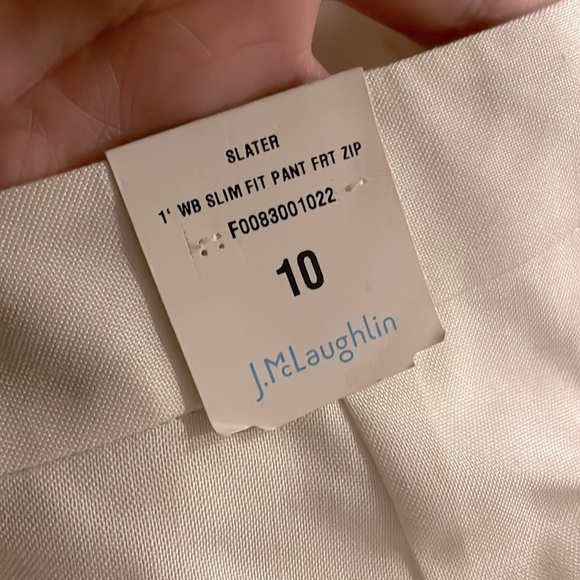 SLATER
1' WB SLIM FIT PANT FRT ZIP
F0083001022
10
J.McLaughlin